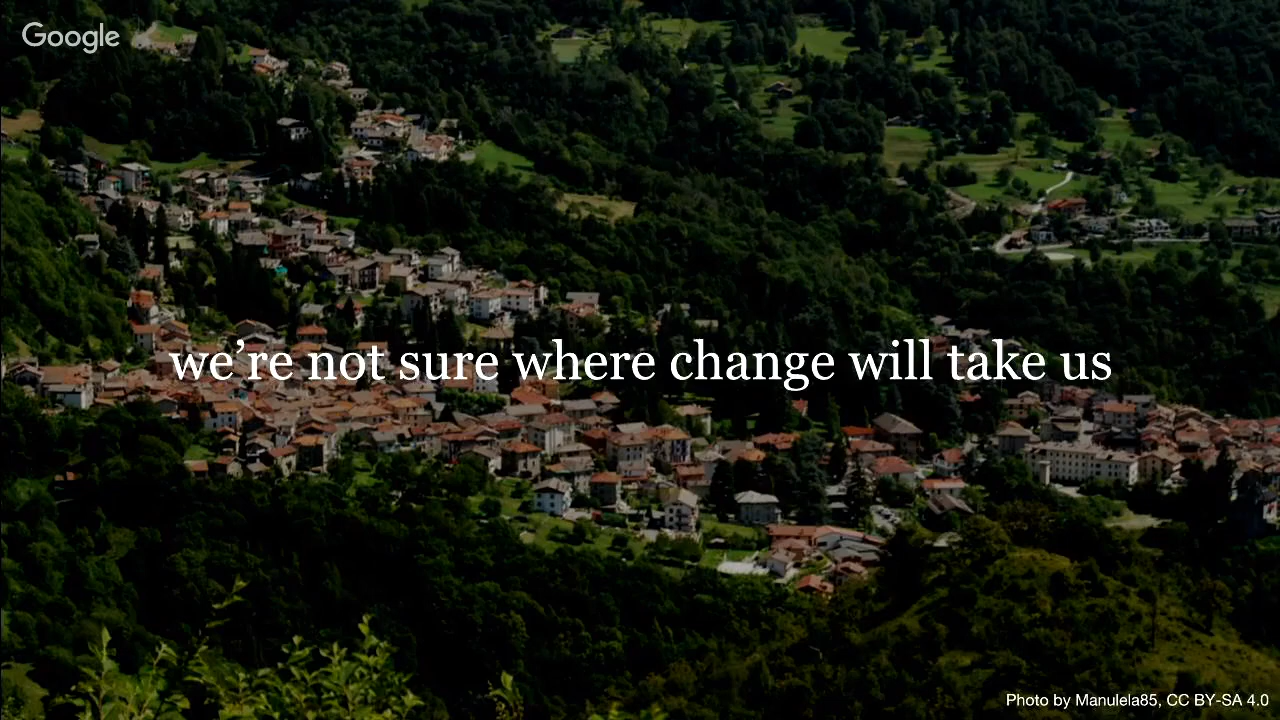 Google
we’re not sure where change will take us
Photo by Manulela85, CC BY-SA 4.0